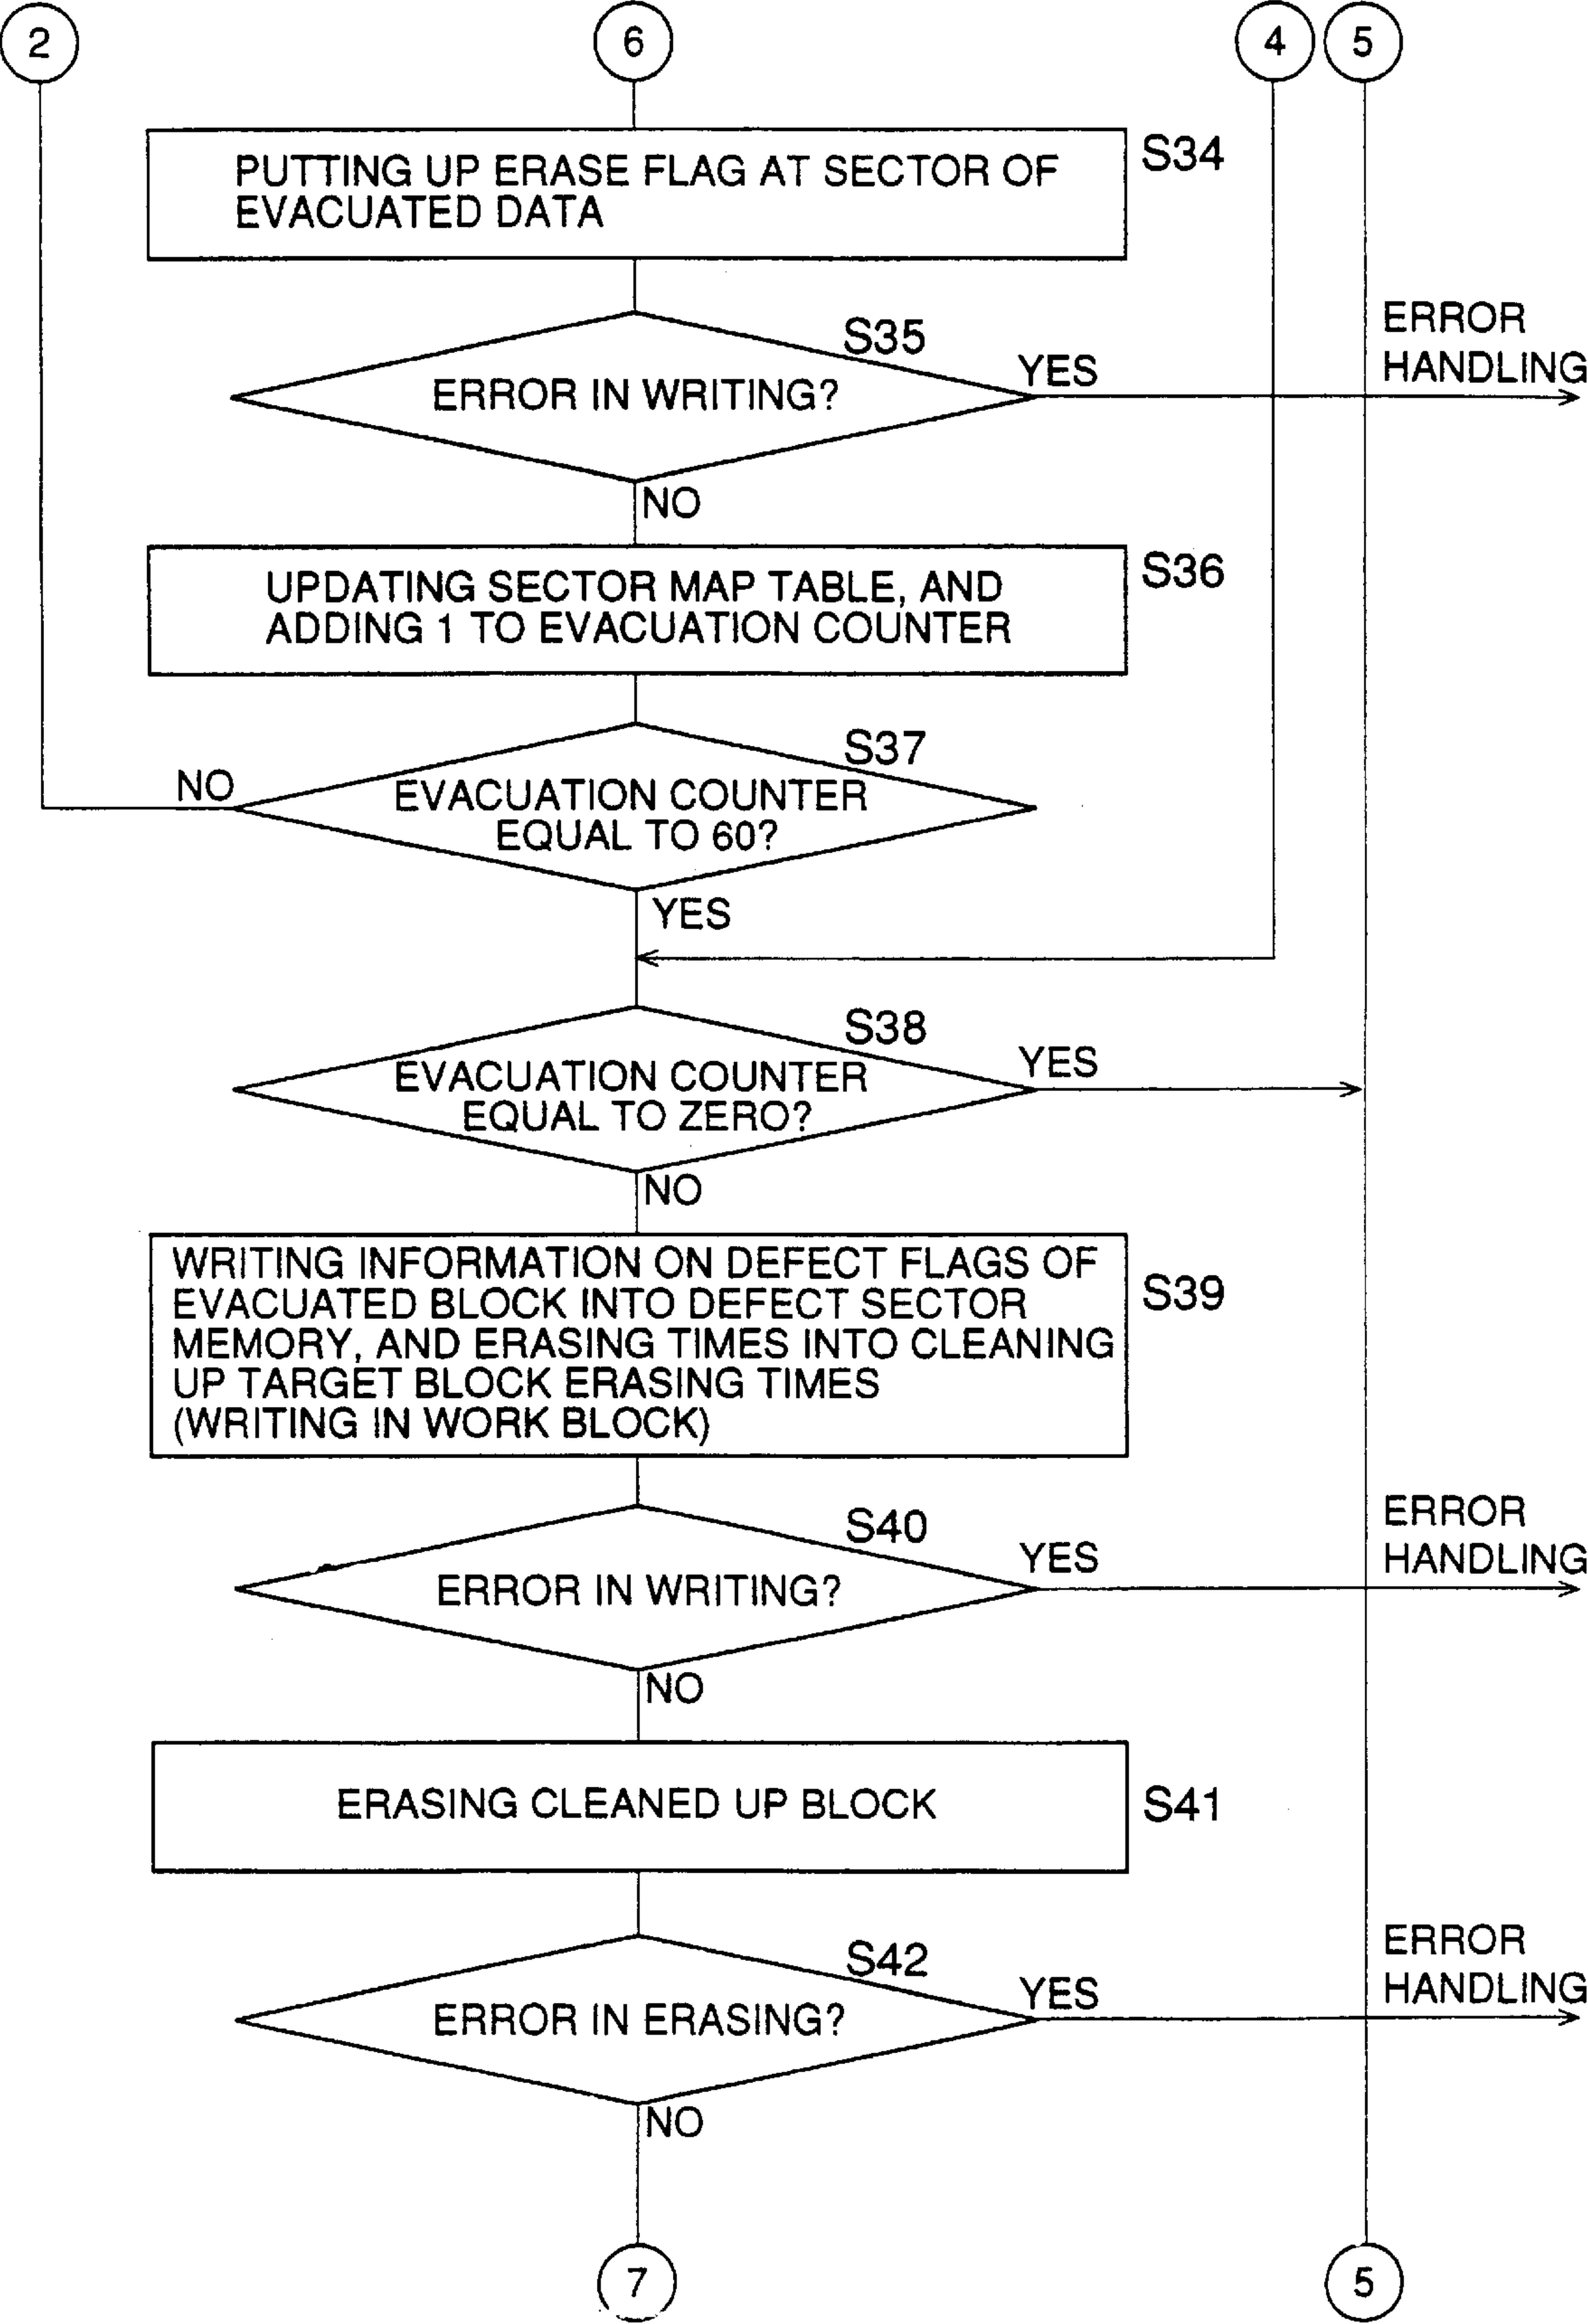 2
6
4
5
S34
PUTTING UP ERASE FLAG AT SECTOR OF
EVACUATED DATA
S35
ERROR IN WRITING?
YES
ERROR
HANDLING
NO
S36
UPDATING SECTOR MAP TABLE, AND
ADDING 1 TO EVACUATION COUNTER
S37
NO
EVACUATION COUNTER
EQUAL TO 60?
YES
S38
EVACUATION COUNTER
EQUAL TO ZERO?
YES
NO
WRITING INFORMATION ON DEFECT FLAGS OF
EVACUATED BLOCK INTO DEFECT SECTOR
MEMORY, AND ERASING TIMES INTO CLEANING
UP TARGET BLOCK ERASING TIMES
(WRITING IN WORK BLOCK)
S39
S40
ERROR IN WRITING?
YES
ERROR
HANDLING
NO
ERASING CLEANED UP BLOCK
S41
S42
ERROR IN ERASING?
YES
ERROR
HANDLING
NO
7
5